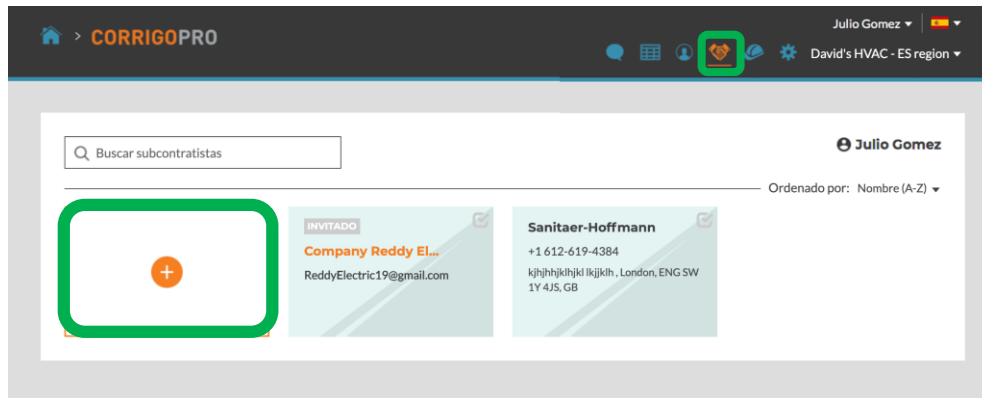 Julio Gomez
CORRIGOPRO
David's HVAC - ES region
Buscar subcontratistas
Julio Gomez
Ordenado por: Nombre (A-Z)
INVITADO
Company Reddy El...
ReddyElectric19@gmail.com
Sanitaer-Hoffmann
+1 612-619-4384
kjhjhhjklhjkl lkjjklh , London, ENG SW
1Y 4JS, GB